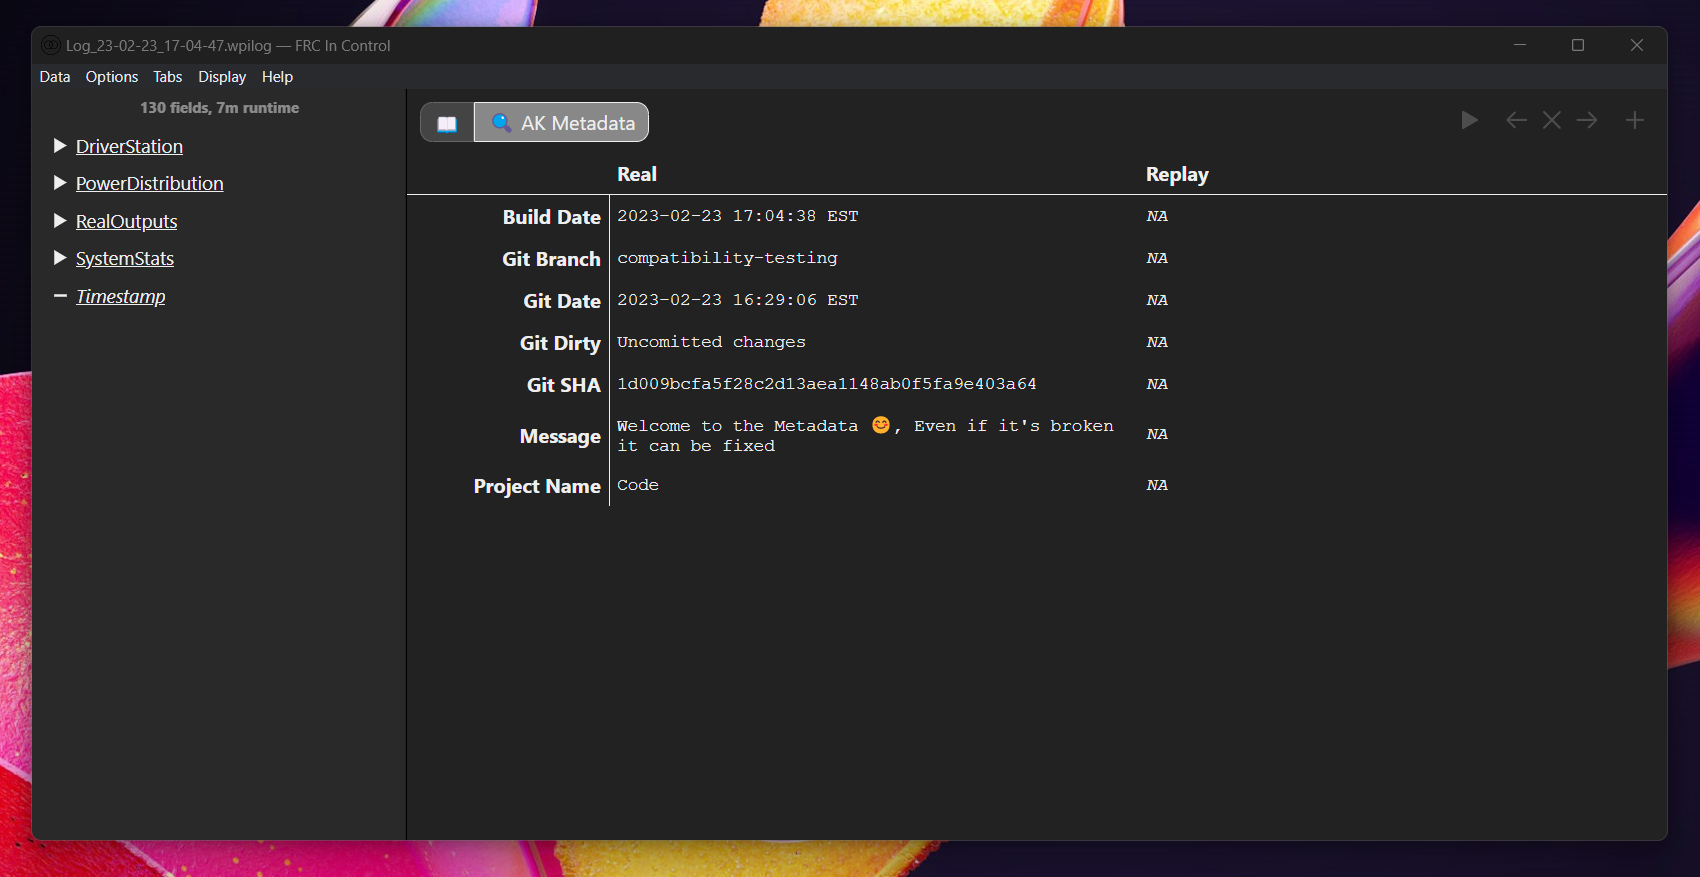 Log_23-02-23_17-04-47.wpilog — FRC In Control
Data Options Tabs Display Help
130 fields, 7m runtime
DriverStation
PowerDistribution
RealOutputs
SystemStats
Timestamp
AK Metadata
Real Replay
Build Date 2023-02-23 17:04:38 EST NA
Git Branch compatibility-testing NA
Git Date 2023-02-23 16:29:06 EST NA
Git Dirty Uncomitted changes NA
Git SHA 1d009bcfa5f28c2d13aea1148ab0f5fa9e403a64 NA
Message Welcome to the Metadata 😊, Even if it's broken NA
it can be fixed
Project Name Code NA